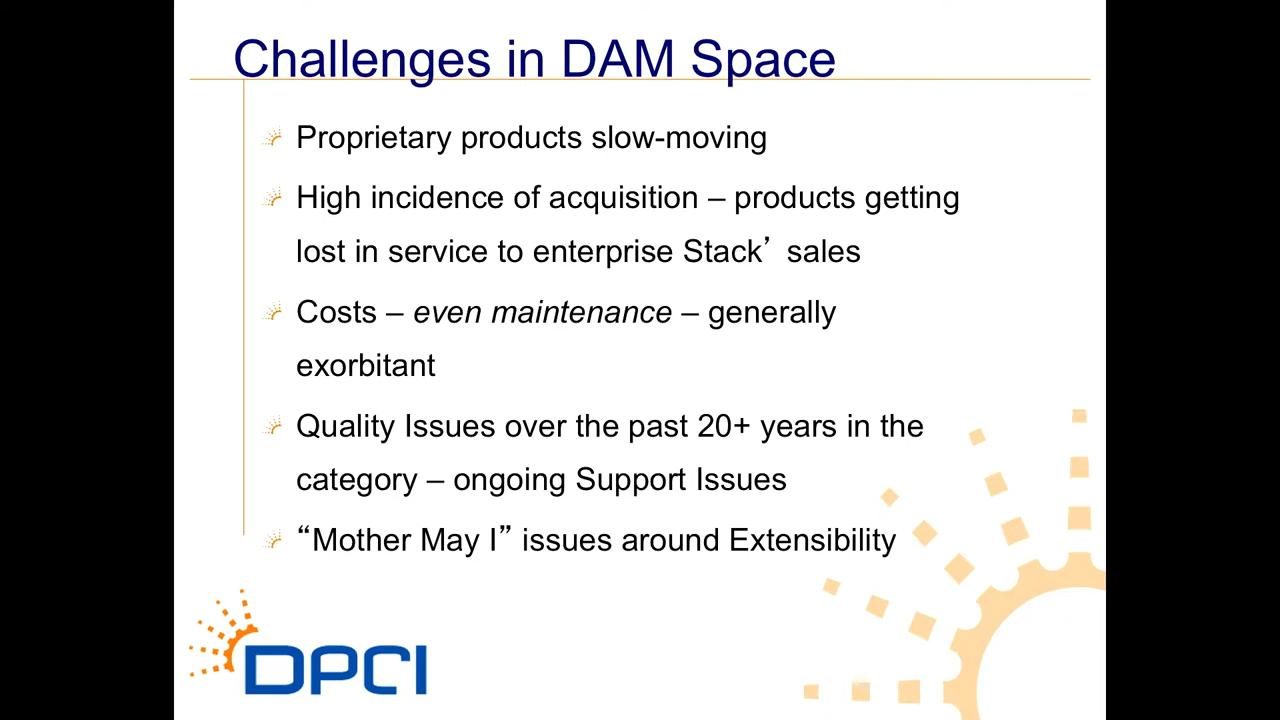 Challenges in DAM Space
Proprietary products slow-moving
High incidence of acquisition – products getting
lost in service to enterprise Stack’ sales
Costs – even maintenance – generally
exorbitant
Quality Issues over the past 20+ years in the
category – ongoing Support Issues
“Mother May I” issues around Extensibility
DPCI